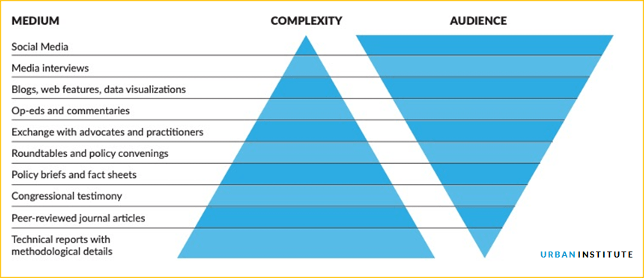 MEDIUM COMPLEXITY AUDIENCE
Social Media
Media interviews
Blogs, web features, data visualizations
Op-eds and commentaries
Exchange with advocates and practitioners
Roundtables and policy convenings
Policy briefs and fact sheets
Congressional testimony
Peer-reviewed journal articles
Technical reports with
methodological details
URBAN INSTITUTE